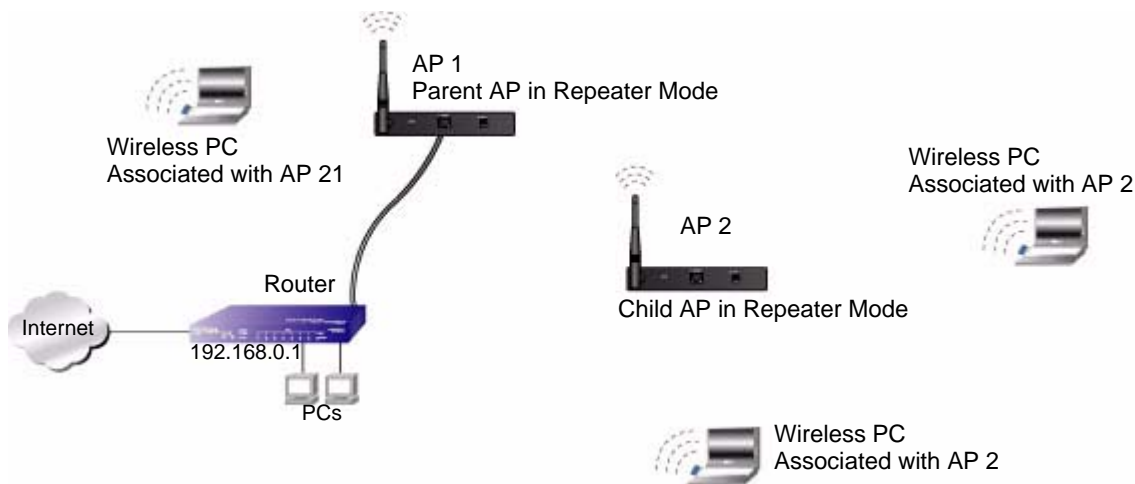 AP 1
Parent AP in Repeater Mode
Wireless PC
Associated with AP 21
Wireless PC
Associated with AP 2
AP 2
Router
Child AP in Repeater Mode
Internet
192.168.0.1
PCs
Wireless PC
Associated with AP 2